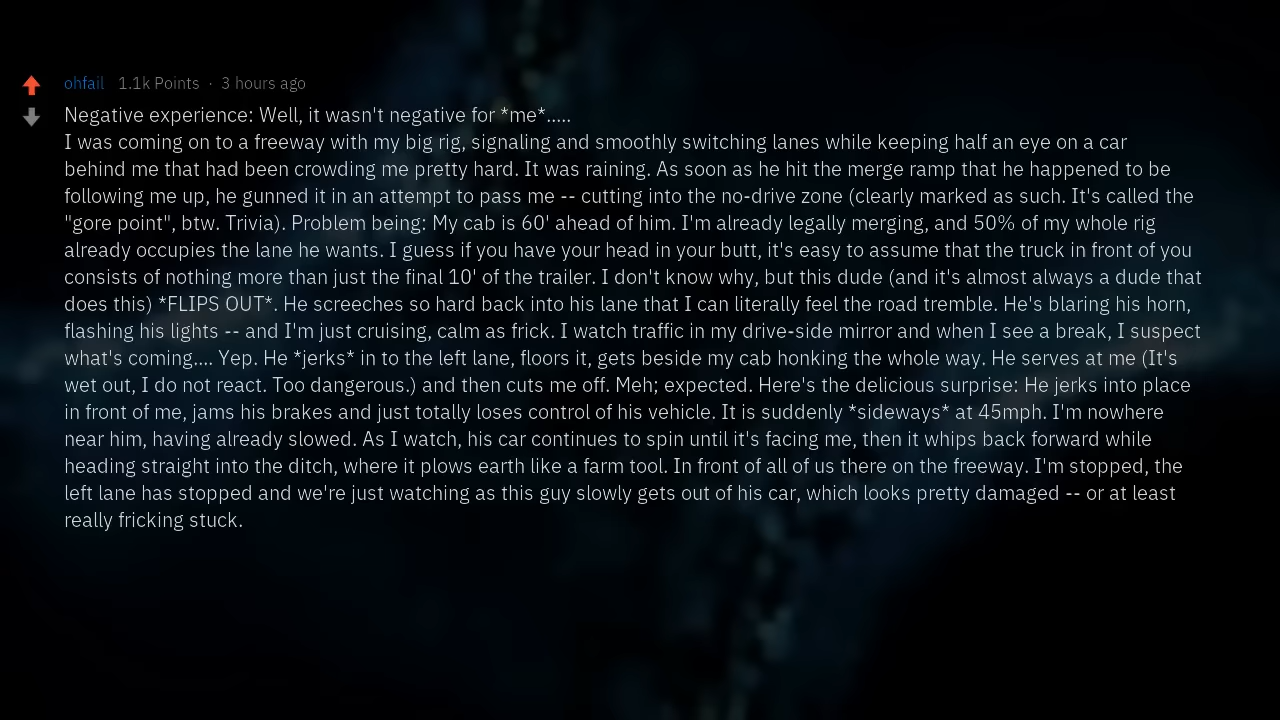 ohfail 1.1k Points · 3 hours ago
Negative experience: Well, it wasn't negative for *me*.....
I was coming on to a freeway with my big rig, signaling and smoothly switching lanes while keeping half an eye on a car
behind me that had been crowding me pretty hard. It was raining. As soon as he hit the merge ramp that he happened to be
following me up, he gunned it in an attempt to pass me -- cutting into the no-drive zone (clearly marked as such. It's called the
"gore point", btw. Trivia). Problem being: My cab is 60' ahead of him. I'm already legally merging, and 50% of my whole rig
already occupies the lane he wants. I guess if you have your head in your butt, it's easy to assume that the truck in front of you
consists of nothing more than just the final 10' of the trailer. I don't know why, but this dude (and it's almost always a dude that
does this) *FLIPS OUT*. He screeches so hard back into his lane that I can literally feel the road tremble. He's blaring his horn,
flashing his lights -- and I'm just cruising, calm as frick. I watch traffic in my drive-side mirror and when I see a break, I suspect
what's coming.... Yep. He *jerks* in to the left lane, floors it, gets beside my cab honking the whole way. He serves at me (It's
wet out, I do not react. Too dangerous.) and then cuts me off. Meh; expected. Here's the delicious surprise: He jerks into place
in front of me, jams his brakes and just totally loses control of his vehicle. It is suddenly *sideways* at 45mph. I'm nowhere
near him, having already slowed. As I watch, his car continues to spin until it's facing me, then it whips back forward while
heading straight into the ditch, where it plows earth like a farm tool. In front of all of us there on the freeway. I'm stopped, the
left lane has stopped and we're just watching as this guy slowly gets out of his car, which looks pretty damaged -- or at least
really fricking stuck.